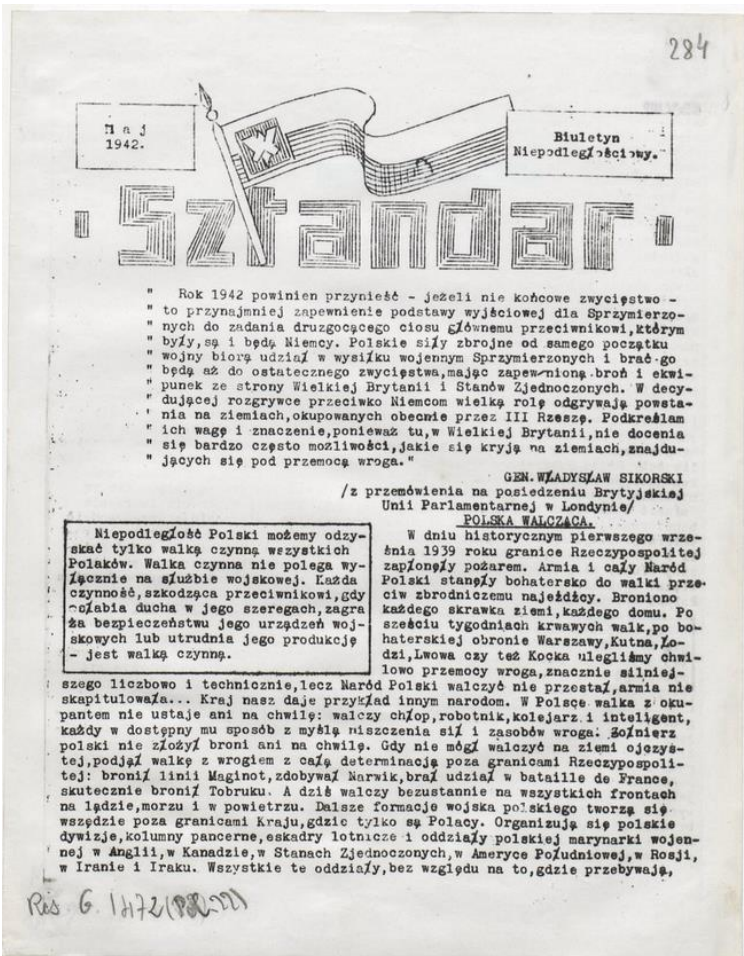 284
Maj
1942.
Biuletyn
Niepodległościowy.
Sztandar
" Rok 1942 powinien przynieść - jeżeli nie końcowe zwycięstwo -
" to przynajmniej zapewnienie podstawy wyjściowej dla Sprzymierzo-
" nych do zadania druzgocącego ciosu głównemu przeciwnikowi, którym
" były, są i będą Niemcy. Polskie siły zbrojne od samego początku
" wojny biorą udział w wysiłku wojennym Sprzymierzonych i brać go
" będą aż do ostatecznego zwycięstwa, mając zapewnioną broń i ekwi-
" punek ze strony Wielkiej Brytanii i Stanów Zjednoczonych. W decy-
" dującej rozgrywce przeciwko Niemcom wielką rolę odgrywają powsta-
' nia na ziemiach, okupowanych obecnie przez III Rzeszę. Podkreślam
' ich wagę i znaczenie, ponieważ tu, w Wielkiej Brytanii, nie docenia
" się bardzo często możliwości, jakie się kryją na ziemiach, znajdu-
" jących się pod przemocą wroga."
GEN. WŁADYSŁAW SIKORSKI
/z przemówienia na posiedzeniu Brytyjskiej
Unii Parlamentarnej w Londynie/
Niepodległość Polski możemy odzy-
skać tylko walką czynną wszystkich
Polaków. Walka czynna nie polega wy-
łącznie na służbie wojskowej. Każda
czynność, szkodząca przeciwnikowi, gdy
osłabia ducha w jego szeregach, zagra
ża bezpieczeństwu jego urządzeń woj-
skowych lub utrudnia jego produkcję
- jest walką czynną.
POLSKA WALCZĄCA.
W dniu historycznym pierwszego wrze-
śnia 1939 roku granice Rzeczypospolitej
zapłonęły pożarem. Armia i cały Naród
Polski stanęły bohatersko do walki prze-
ciw zbrodniczemu najeźdźcy. Broniono
każdego skrawka ziemi, każdego domu. Po
sześciu tygodniach krwawych walk, po bo-
haterskiej obronie Warszawy, Kutna, Ło-
dzi, Lwowa czy też Kocka ulegliśmy chwi-
lowo przemocy wroga, znacznie silniej-
szego liczbowo i technicznie, lecz Naród Polski walczyć nie przestał, armia nie
skapitulowała... Kraj nasz daje przykład innym narodom. W Polsce walka z oku-
pantem nie ustaje ani na chwilę: walczy chłop, robotnik, kolejarz i inteligent,
każdy w dostępny mu sposób z myślą niszczenia sił i zasobów wroga. Żołnierz
polski nie złożył broni ani na chwilę. Gdy nie mógł walczyć na ziemi ojczys-
tej, podjął walkę z wrogiem z całą determinacją poza granicami Rzeczypospoli-
tej: bronił linii Maginot, zdobywał Narwik, brał udział w bataille de France,
skutecznie bronił Tobruku. A dziś walczy bezustannie na wszystkich frontach
na lądzie, morzu i w powietrzu. Dalsze formacje wojska polskiego tworzą się
wszędzie poza granicami Kraju, gdzie tylko są Polacy. Organizują się polskie
dywizje, kolumny pancerne, eskadry lotnicze i oddziały polskiej marynarki wojen-
nej w Anglii, w Kanadzie, w Stanach Zjednoczonych, w Ameryce Południowej, w Rosji,
w Iranie i Iraku. Wszystkie te oddziały, bez względu na to, gdzie przebywają,
Res. G. 1472